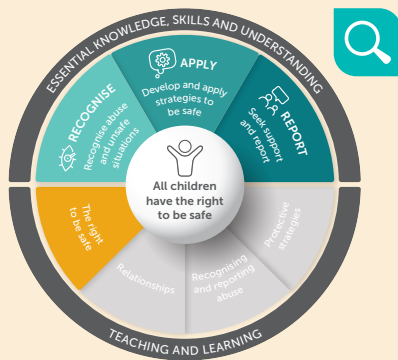 ESSENTIAL KNOWLEDGE, SKILLS AND UNDERSTANDING
RECOGNISE
Recognise abuse
and unsafe
situations
APPLY
Develop and apply
strategies to
be safe
REPORT
Seek support
and report
All children
have the right
to be safe
The right
to be safe
Relationships
Recognising
and reporting
abuse
Protective
strategies
TEACHING AND LEARNING